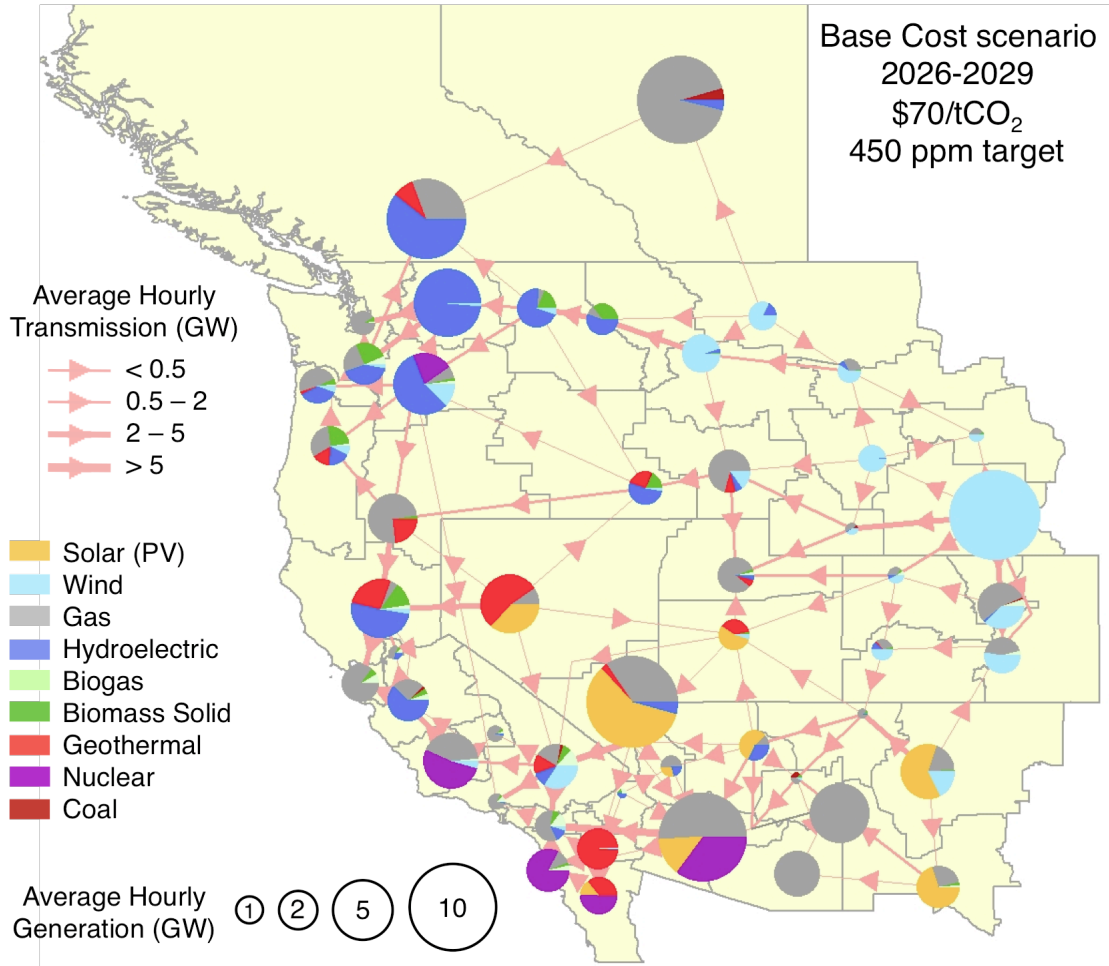 Base Cost scenario
2026-2029
$70/tCO₂
450 ppm target
Average Hourly
Transmission (GW)
< 0.5
0.5 – 2
2 – 5
> 5
Solar (PV)
Wind
Gas
Hydroelectric
Biogas
Biomass Solid
Geothermal
Nuclear
Coal
Average Hourly
Generation (GW)
1 2 5 10